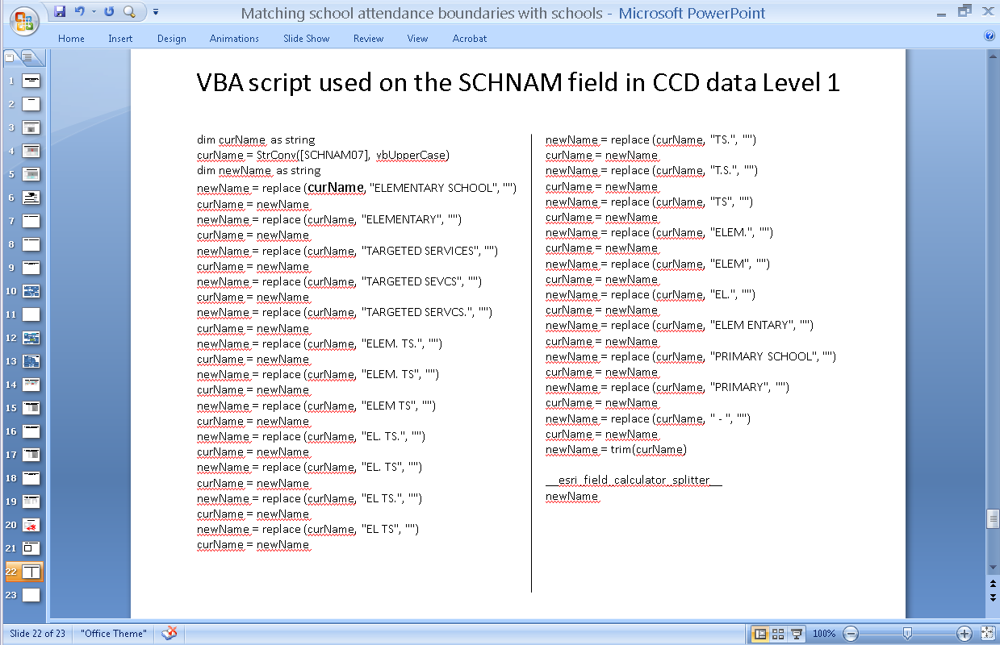 Matching school attendance boundaries with schools - Microsoft PowerPoint
Home Insert Design Animations Slide Show Review View Acrobat
1
2
3
4
5
6
7
8
9
10
11
12
13
14
15
16
17
18
19
20
21
22
23
VBA script used on the SCHNAM field in CCD data Level 1
dim curName as string
curName = StrConv([SCHNAM07], vbUpperCase)
dim newName as string
newName = replace (curName, "ELEMENTARY SCHOOL", "")
curName = newName
newName = replace (curName, "ELEMENTARY", "")
curName = newName
newName = replace (curName, "TARGETED SERVICES", "")
curName = newName
newName = replace (curName, "TARGETED SEVCS", "")
curName = newName
newName = replace (curName, "TARGETED SERVCS.", "")
curName = newName
newName = replace (curName, "ELEM. TS.", "")
curName = newName
newName = replace (curName, "ELEM. TS", "")
curName = newName
newName = replace (curName, "ELEM TS", "")
curName = newName
newName = replace (curName, "EL. TS.", "")
curName = newName
newName = replace (curName, "EL. TS", "")
curName = newName
newName = replace (curName, "EL TS.", "")
curName = newName
newName = replace (curName, "EL TS", "")
curName = newName
newName = replace (curName, "TS.", "")
curName = newName
newName = replace (curName, "T.S.", "")
curName = newName
newName = replace (curName, "TS", "")
curName = newName
newName = replace (curName, "ELEM.", "")
curName = newName
newName = replace (curName, "ELEM", "")
curName = newName
newName = replace (curName, "EL.", "")
curName = newName
newName = replace (curName, "ELEM ENTARY", "")
curName = newName
newName = replace (curName, "PRIMARY SCHOOL", "")
curName = newName
newName = replace (curName, "PRIMARY", "")
curName = newName
newName = replace (curName, " - ", "")
curName = newName
newName = trim(curName)
__esri_field_calculator_splitter__
newName
Slide 22 of 23 "Office Theme" 100%